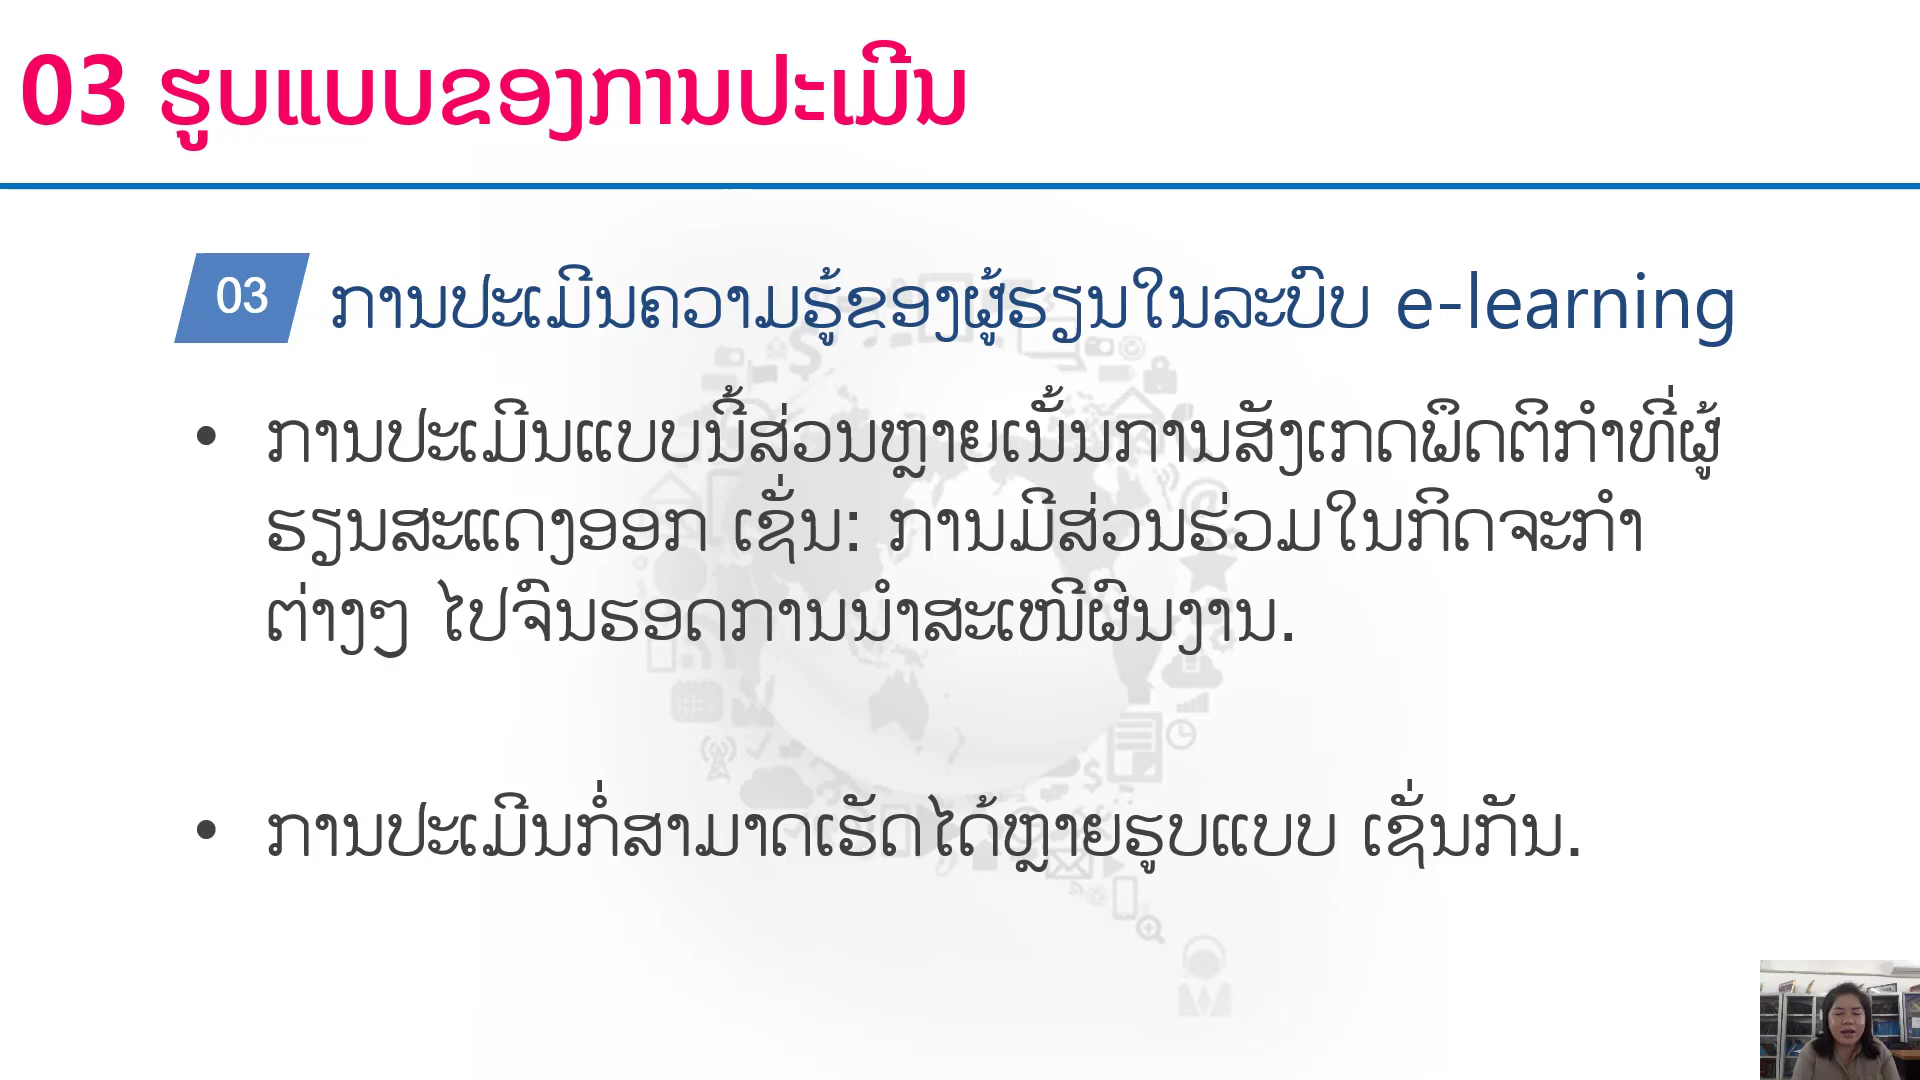 03 ຮູບແບບຂອງການປະເມີນ
03 ການປະເມີນຄວາມຮູ້ຂອງຜູ້ຮຽນໃນລະບົບ e-learning
• ການປະເມີນແບບນີ້ສ່ວນຫຼາຍເນັ້ນການສັງເກດພຶດຕິກຳທີ່ຜູ້
ຮຽນສະແດງອອກ ເຊັ່ນ: ການມີສ່ວນຮ່ວມໃນກິດຈະກຳ
ຕ່າງໆ ໄປຈົນຮອດການນຳສະເໜີຜົນງານ.
• ການປະເມີນກໍ່ສາມາດເຮັດໄດ້ຫຼາຍຮູບແບບ ເຊັ່ນກັນ.